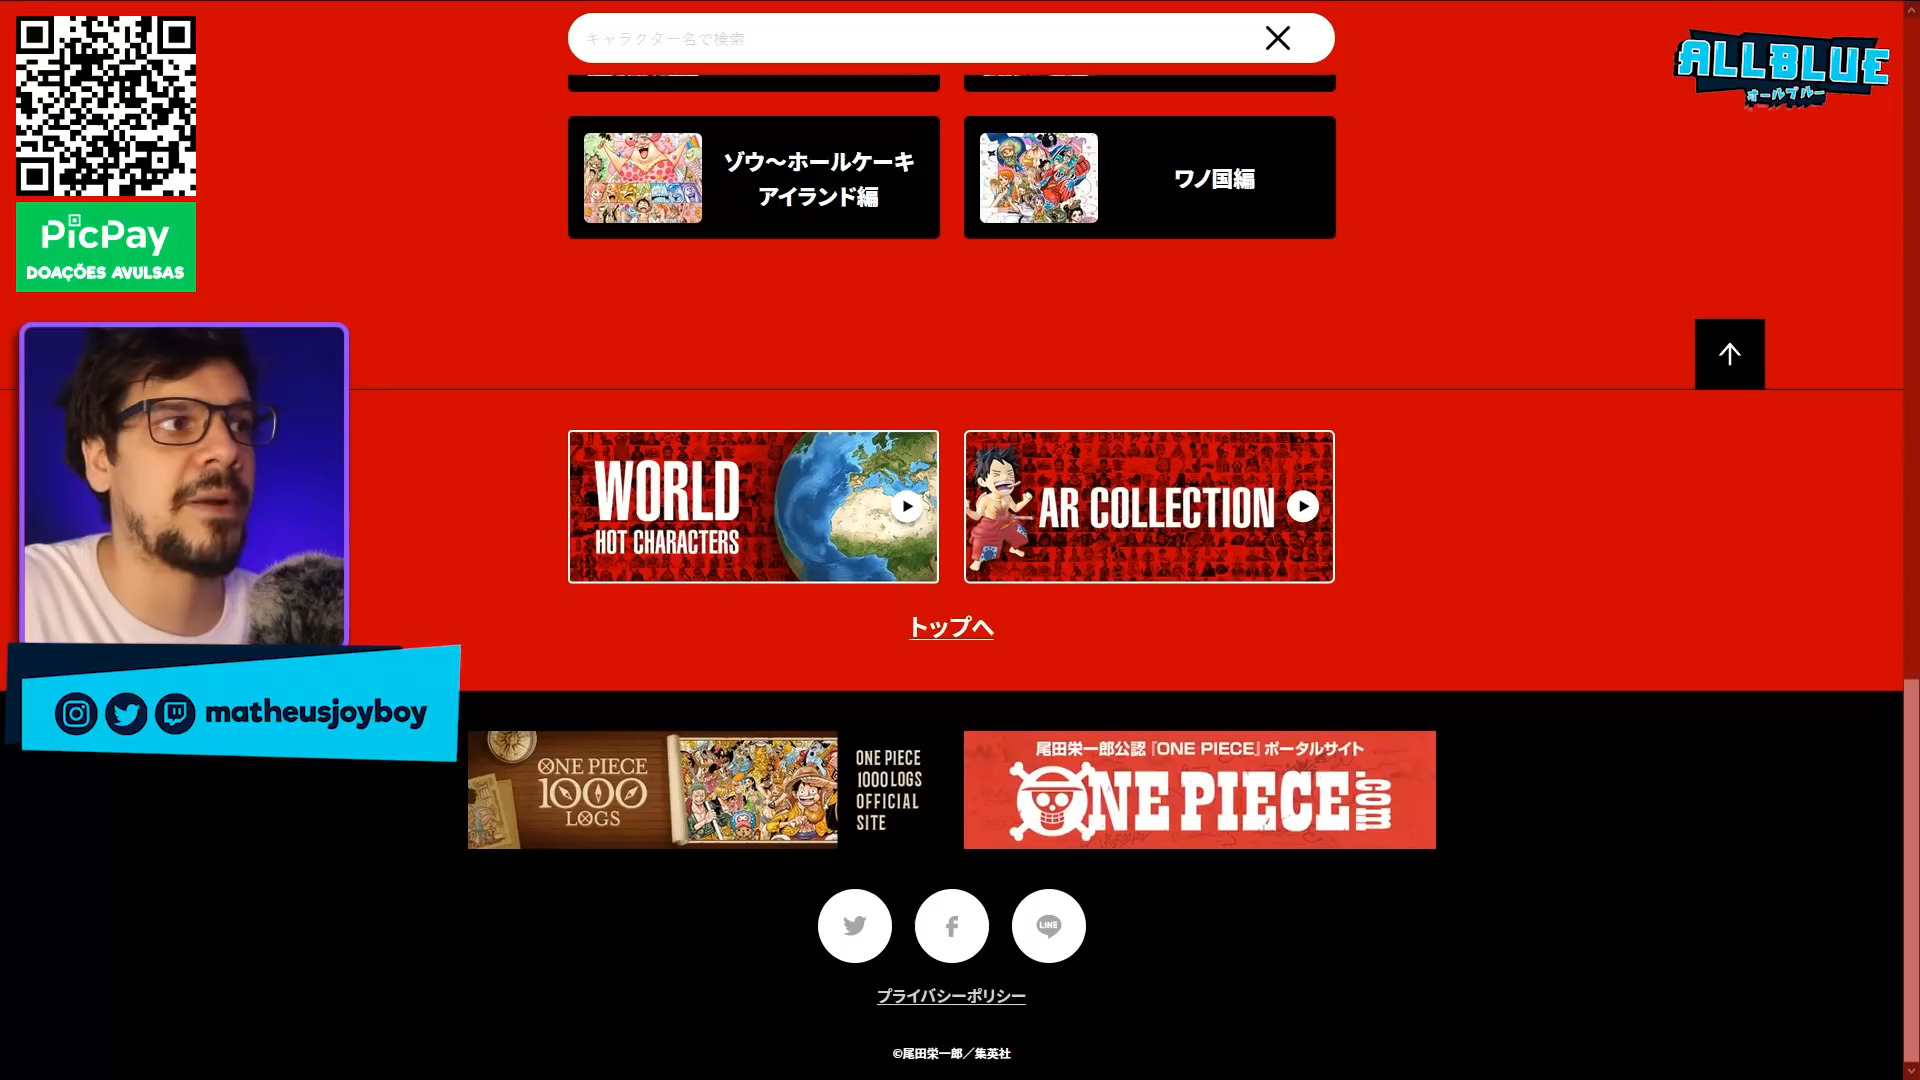 キャラクター名で検索
ALLBLUE
オールブルー
PicPay
DOAÇÕES AVULSAS
ゾウ〜ホールケーキ
アイランド編
ワノ国編
WORLD
HOT CHARACTERS
AR COLLECTION
トップへ
matheusjoyboy
ONE PIECE
1000
LOGS
ONE PIECE
1000 LOGS
OFFICIAL
SITE
尾田栄一郎公認『ONE PIECE』ポータルサイト
ONE PIECE.com
LINE
プライバシーポリシー
©尾田栄一郎／集英社